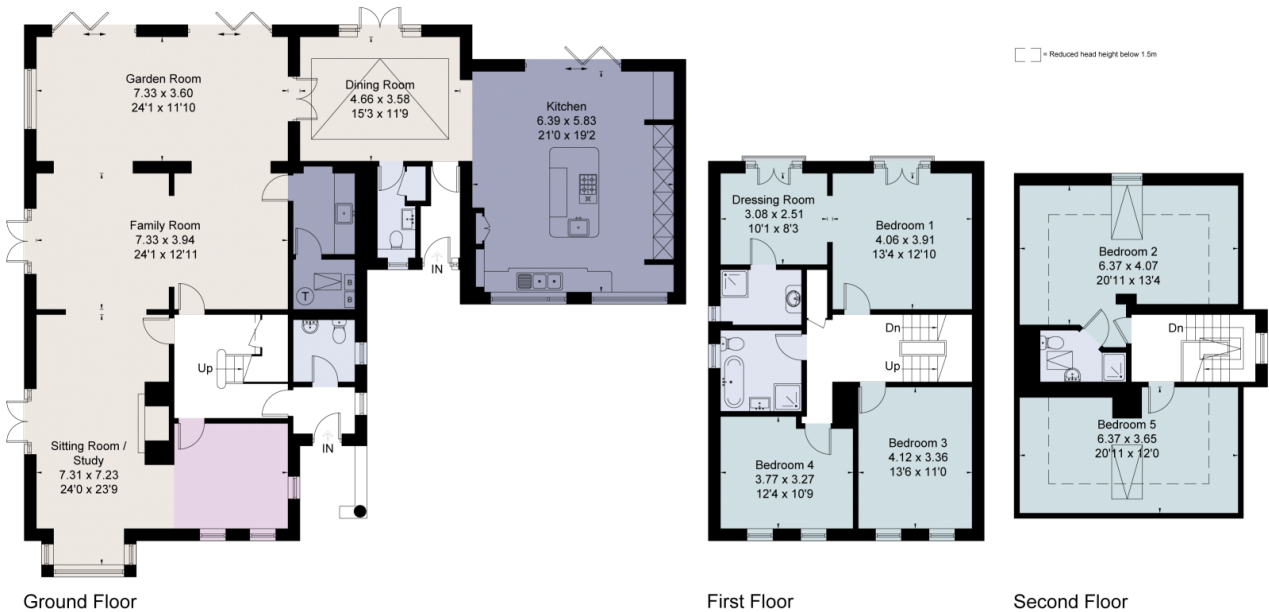 = Reduced head height below 1.5m
Garden Room
7.33 x 3.60
24'1 x 11'10
Dining Room
4.66 x 3.58
15'3 x 11'9
Kitchen
6.39 x 5.83
21'0 x 19'2
Family Room
7.33 x 3.94
24'1 x 12'11
IN
T
B
B
Up
IN
Sitting Room /
Study
7.31 x 7.23
24'0 x 23'9
Ground Floor
Dressing Room
3.08 x 2.51
10'1 x 8'3
Bedroom 1
4.06 x 3.91
13'4 x 12'10
Dn
Up
Bedroom 3
4.12 x 3.36
13'6 x 11'0
Bedroom 4
3.77 x 3.27
12'4 x 10'9
First Floor
Bedroom 2
6.37 x 4.07
20'11 x 13'4
Dn
Bedroom 5
6.37 x 3.65
20'11 x 12'0
Second Floor